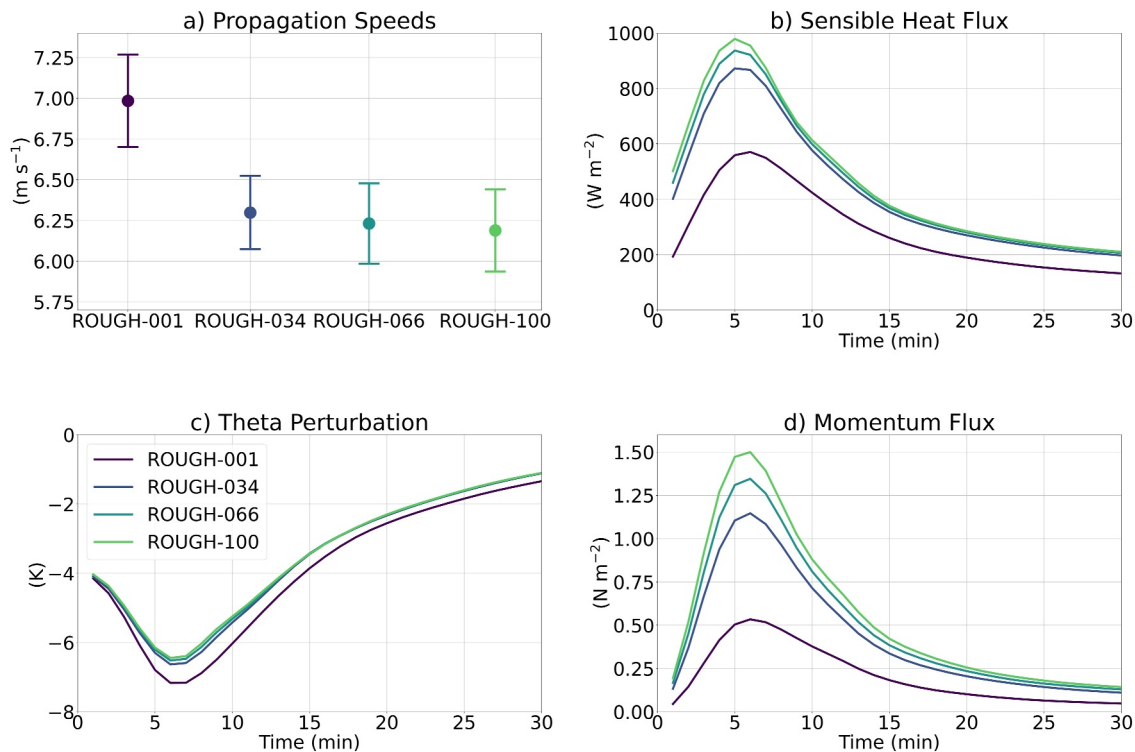 a) Propagation Speeds
7.25
7.00
6.75
6.50
6.25
6.00
5.75
(m s⁻¹)
ROUGH-001 ROUGH-034 ROUGH-066 ROUGH-100
b) Sensible Heat Flux
1000
800
600
400
200
0
(W m⁻²)
0 5 10 15 20 25 30
Time (min)
c) Theta Perturbation
0
−2
−4
−6
−8
(K)
ROUGH-001
ROUGH-034
ROUGH-066
ROUGH-100
0 5 10 15 20 25 30
Time (min)
d) Momentum Flux
1.50
1.25
1.00
0.75
0.50
0.25
0.00
(N m⁻²)
0 5 10 15 20 25 30
Time (min)